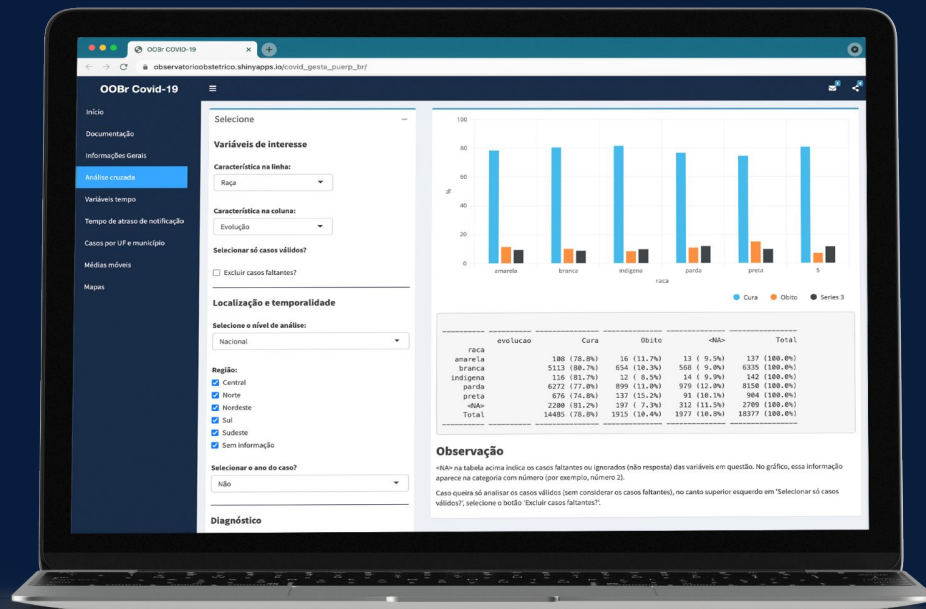 OOBr COVID-19
observatorioobstetrico.shinyapps.io/covid_gesta_puerp_br/
OOBr Covid-19
Início
Documentação
Informações Gerais
Análise cruzada
Variáveis tempo
Tempo de atraso de notificação
Casos por UF e município
Médias móveis
Mapas
Selecione
Variáveis de interesse
Característica na linha:
Raça
Característica na coluna:
Evolução
Selecionar só casos válidos?
Excluir casos faltantes?
Localização e temporalidade
Selecione o nível de análise:
Nacional
Região:
Central
Norte
Nordeste
Sul
Sudeste
Sem informação
Selecionar o ano do caso?
Não
Diagnóstico
100
80
60
%
40
20
0
amarela branca indigena parda preta 5
raca
Cura Obito Series 3
evolucao Cura Obito <NA> Total
raca
amarela 108 (78.8%) 16 (11.7%) 13 ( 9.5%) 137 (100.0%)
branca 5113 (80.7%) 654 (10.3%) 568 ( 9.0%) 6335 (100.0%)
indigena 116 (81.7%) 12 ( 8.5%) 14 ( 9.9%) 142 (100.0%)
parda 6272 (77.0%) 899 (11.0%) 979 (12.0%) 8150 (100.0%)
preta 676 (74.8%) 137 (15.2%) 91 (10.1%) 904 (100.0%)
<NA> 2200 (81.2%) 197 ( 7.3%) 312 (11.5%) 2709 (100.0%)
Total 14485 (78.8%) 1915 (10.4%) 1977 (10.8%) 18377 (100.0%)
Observação
<NA> na tabela acima indica os casos faltantes ou ignorados (não resposta) das variáveis em questão. No gráfico, essa informação
aparece na categoria com número (por exemplo, número 2).
Caso queira só analisar os casos válidos (sem considerar os casos faltantes), no canto superior esquerdo em 'Selecionar só casos
válidos?', selecione o botão 'Excluir casos faltantes?'.